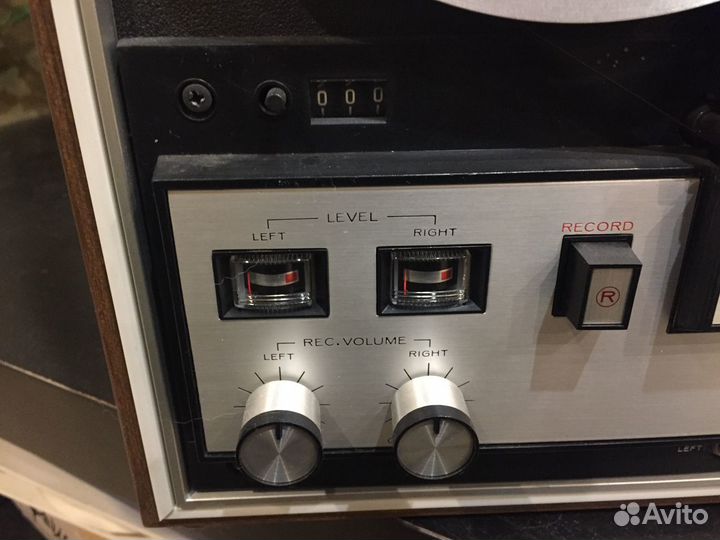 000
LEVEL
LEFT RIGHT
RECORD
R
REC. VOLUME
LEFT RIGHT
LEFT
Avito